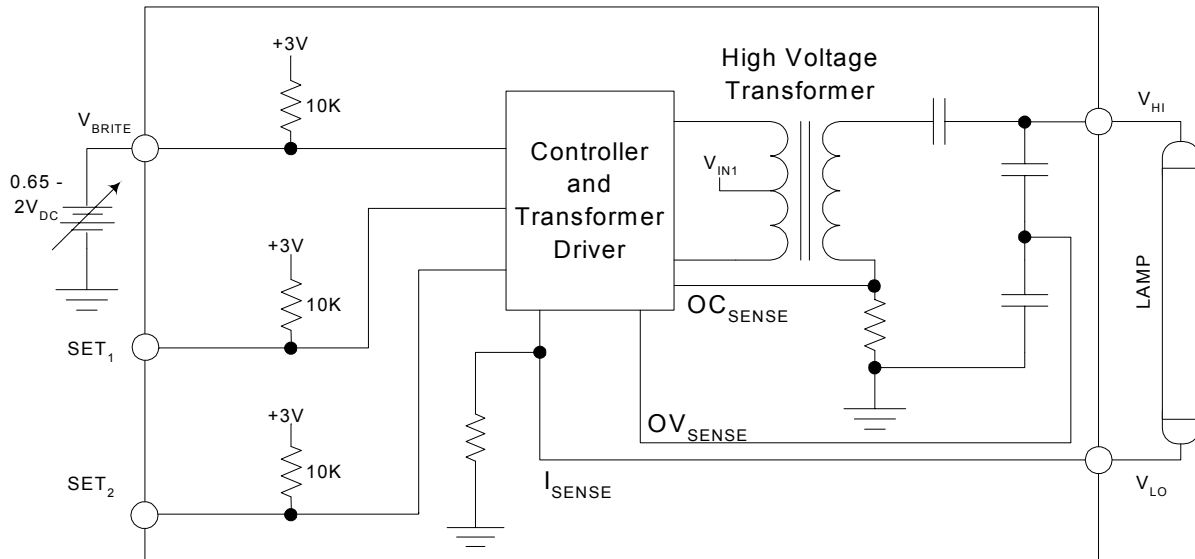 +3V
10K
V_BRITE
0.65 -
2V_DC
+3V
10K
SET_1
+3V
10K
SET_2
Controller
and
Transformer
Driver
High Voltage
Transformer
V_IN1
OC_SENSE
OV_SENSE
I_SENSE
V_HI
LAMP
V_LO